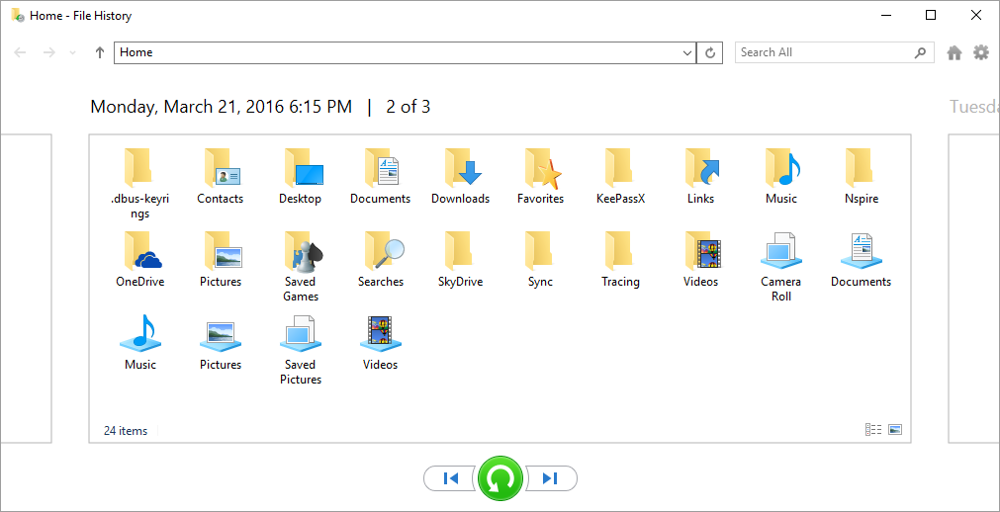 Home - File History
Home
Search All
Monday, March 21, 2016 6:15 PM | 2 of 3
Tuesda
.dbus-keyri
ngs
Contacts
Desktop
Documents
Downloads
Favorites
KeePassX
Links
Music
Nspire
OneDrive
Pictures
Saved
Games
Searches
SkyDrive
Sync
Tracing
Videos
Camera
Roll
Documents
Music
Pictures
Saved
Pictures
Videos
24 items